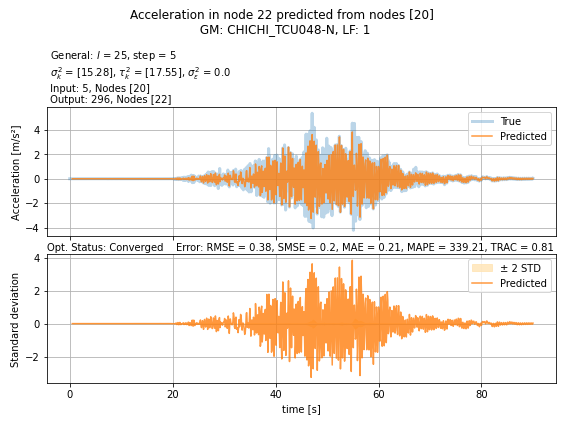 Acceleration in node 22 predicted from nodes [20]
GM: CHICHI_TCU048-N, LF: 1
General: l = 25, step = 5
σ²ₖ = [15.28], τ²ₖ = [17.55], σ²ε = 0.0
Input: 5, Nodes [20]
Output: 296, Nodes [22]
True
Predicted
Acceleration [m/s²]
4
2
0
−2
−4
Opt. Status: Converged Error: RMSE = 0.38, SMSE = 0.2, MAE = 0.21, MAPE = 339.21, TRAC = 0.81
± 2 STD
Predicted
Standard deviation
4
2
0
−2
0 20 40 60 80
time [s]